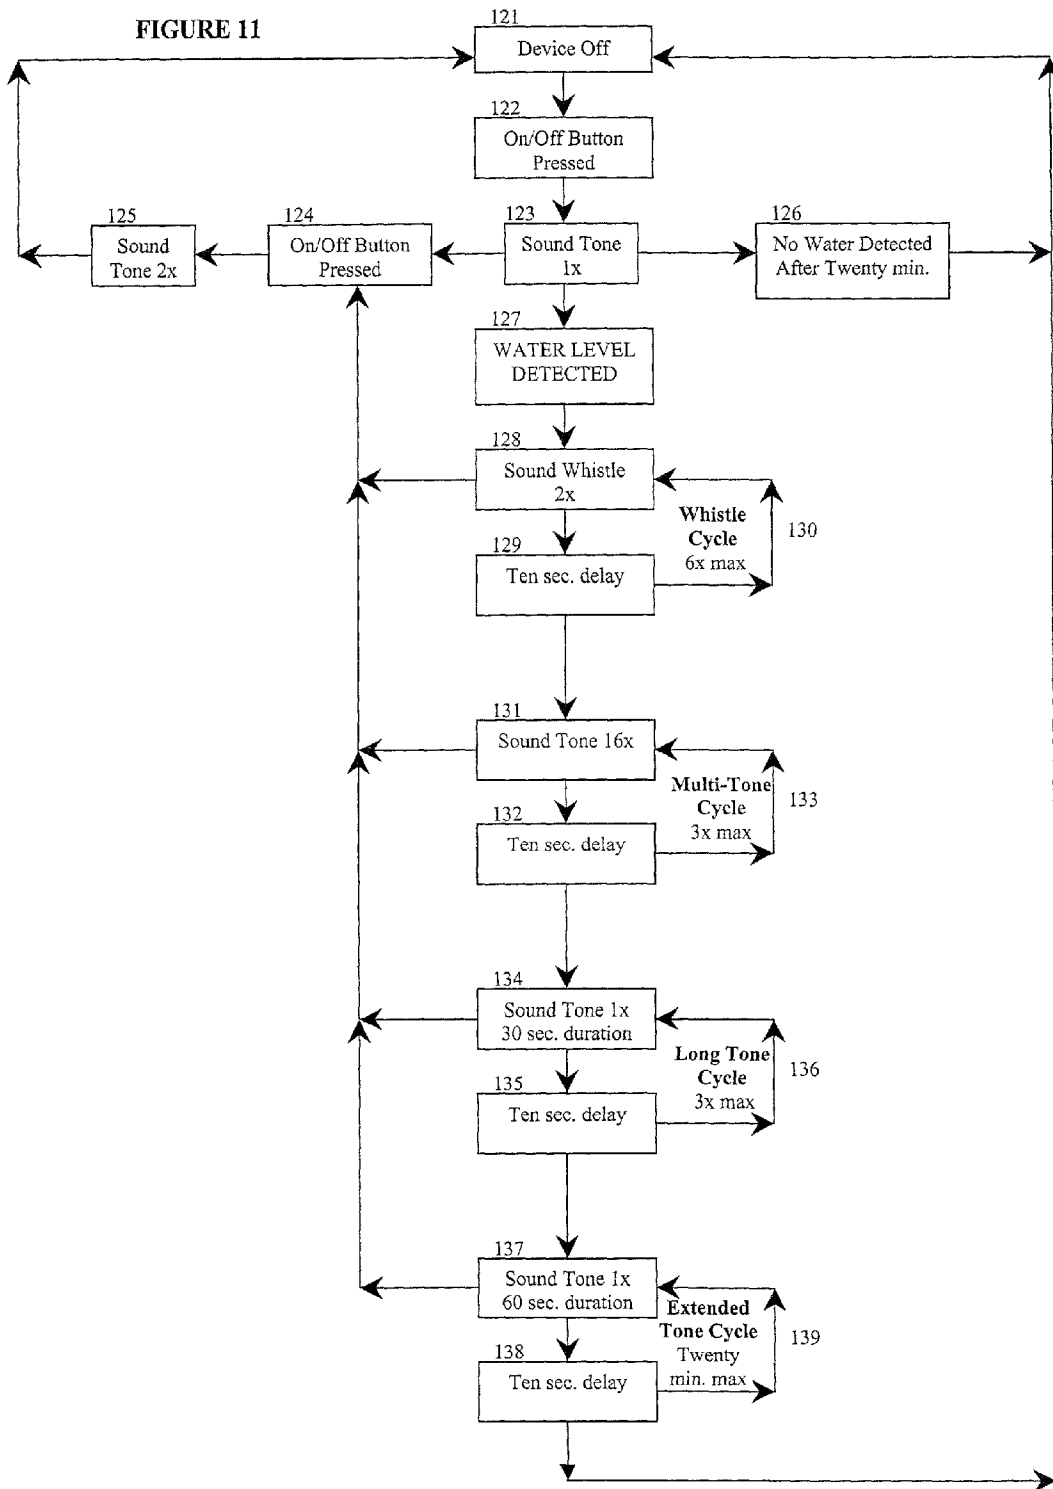 FIGURE 11
121
Device Off
122
On/Off Button
Pressed
125
Sound
Tone 2x
124
On/Off Button
Pressed
123
Sound Tone
1x
126
No Water Detected
After Twenty min.
127
WATER LEVEL
DETECTED
128
Sound Whistle
2x
Whistle
Cycle
6x max
130
129
Ten sec. delay
131
Sound Tone 16x
Multi-Tone
Cycle
3x max
133
132
Ten sec. delay
134
Sound Tone 1x
30 sec. duration
Long Tone
Cycle
3x max
136
135
Ten sec. delay
137
Sound Tone 1x
60 sec. duration
Extended
Tone Cycle
Twenty
min. max
139
138
Ten sec. delay